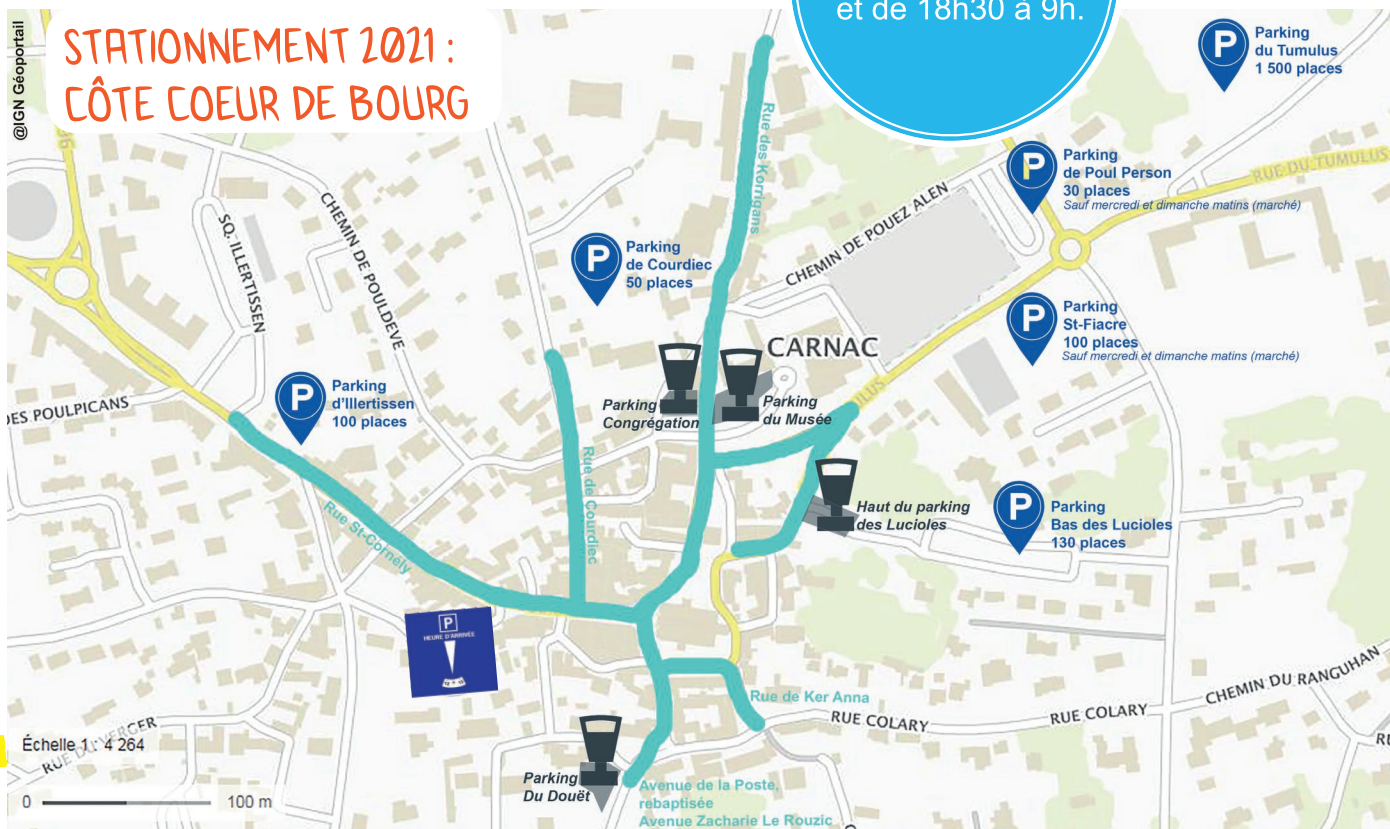 et de 18h30 à 9h.
@IGN Géoportail
STATIONNEMENT 2021 :
CÔTE COEUR DE BOURG
Parking
du Tumulus
1 500 places
Parking
de Poul Person
30 places
Sauf mercredi et dimanche matins (marché)
RUE DU TUMULUS
Rue des Korrigans
CHEMIN DE POUEZ ALEN
SQ. ILLERTISSEN
CHEMIN DE POULDEVE
Parking
de Courdiec
50 places
Parking
St-Fiacre
100 places
Sauf mercredi et dimanche matins (marché)
CARNAC
Parking
Congrégation
Parking
du Musée
DES POULPICANS
Parking
d'Illertissen
100 places
Rue St-Cornély
Rue de Courdiec
Haut du parking
des Lucioles
Parking
Bas des Lucioles
130 places
P
HEURE D'ARRIVÉE
Rue de Ker Anna
RUE COLARY
RUE COLARY
CHEMIN DU RANGUHAN
Échelle 1 : 4 264
0
100 m
Parking
Du Douët
Avenue de la Poste,
rebaptisée
Avenue Zacharie Le Rouzic